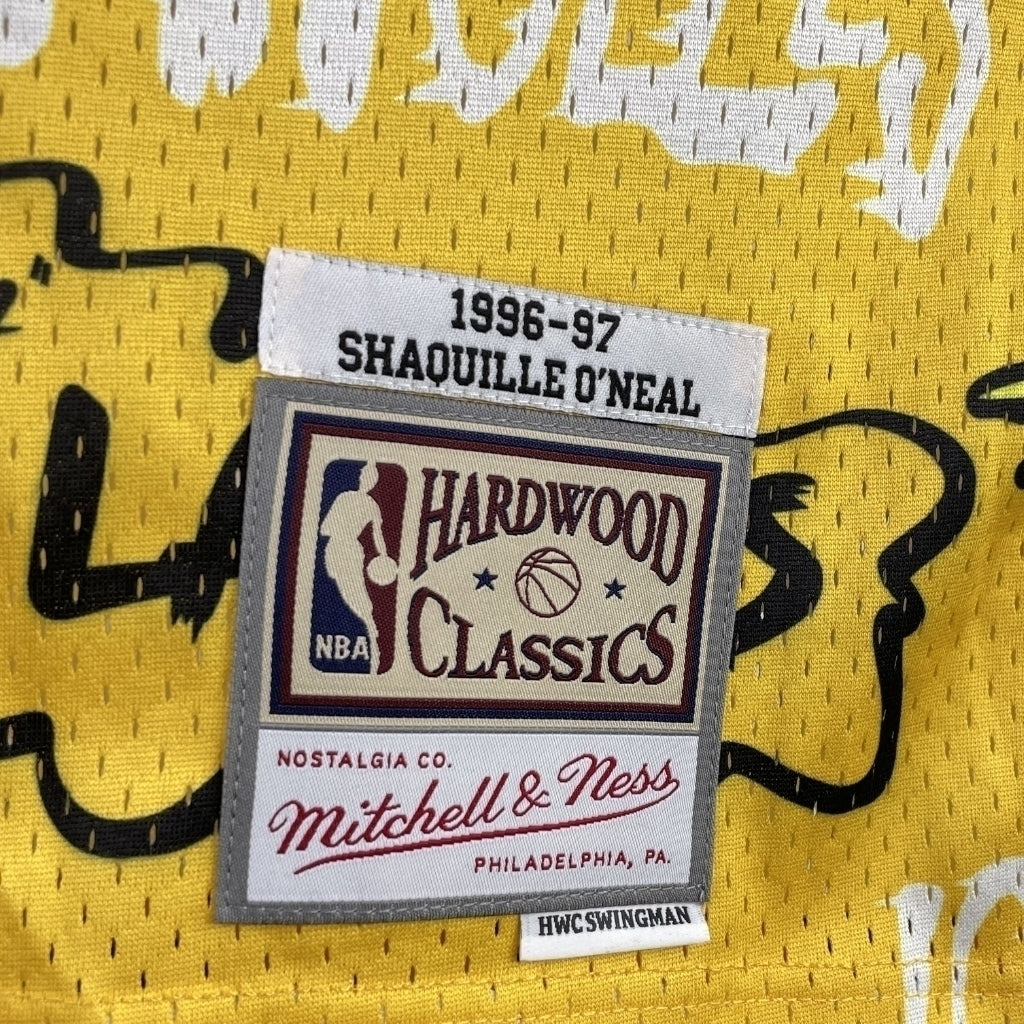 1996-97
SHAQUILLE O'NEAL
HARDWOOD
CLASSICS
NBA
NOSTALGIA CO.
Mitchell & Ness
PHILADELPHIA, PA.
HWC SWINGMAN